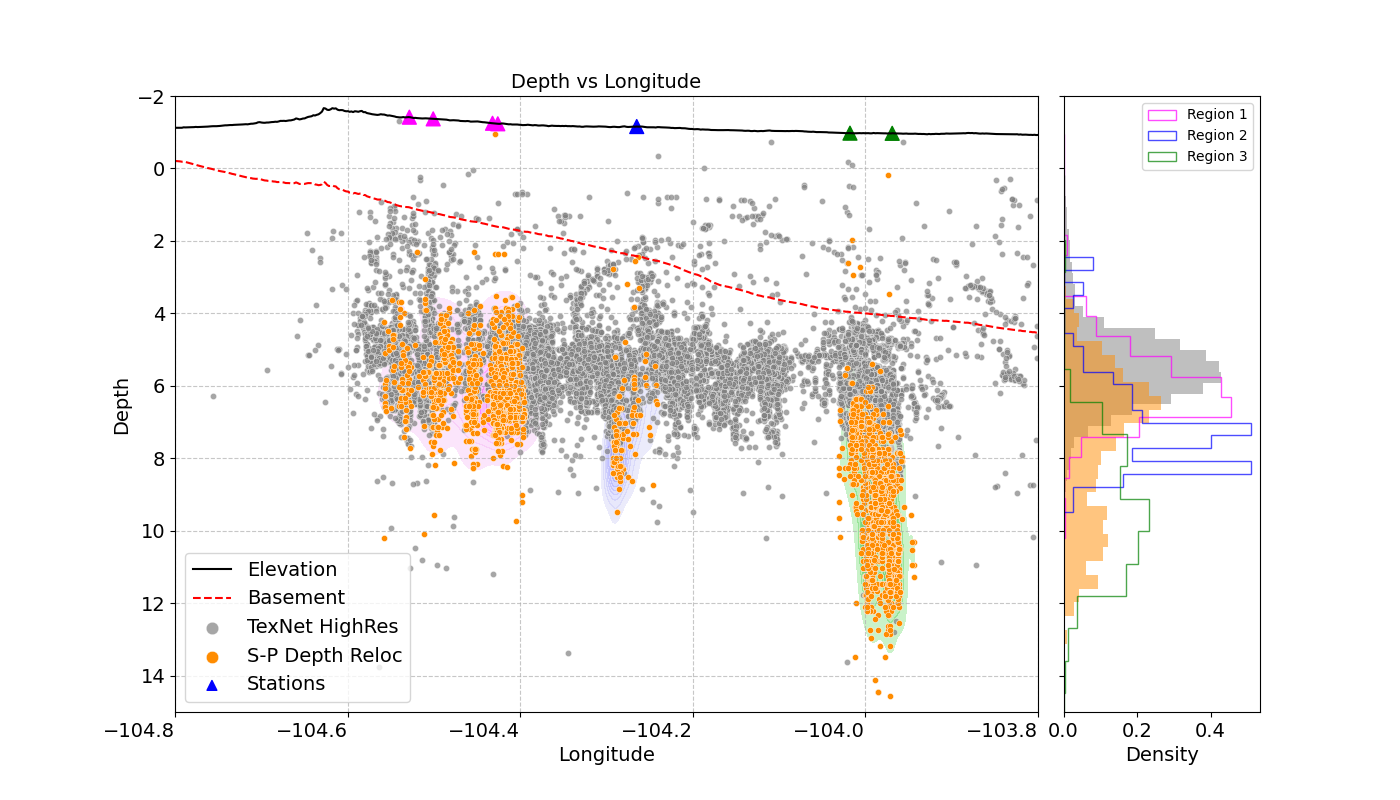 Depth vs Longitude
−2
0
2
4
6
8
10
12
14
Depth
Elevation
Basement
TexNet HighRes
S-P Depth Reloc
Stations
−104.8
−104.6
−104.4
−104.2
−104.0
−103.8
Longitude
Region 1
Region 2
Region 3
0.0
0.2
0.4
Density